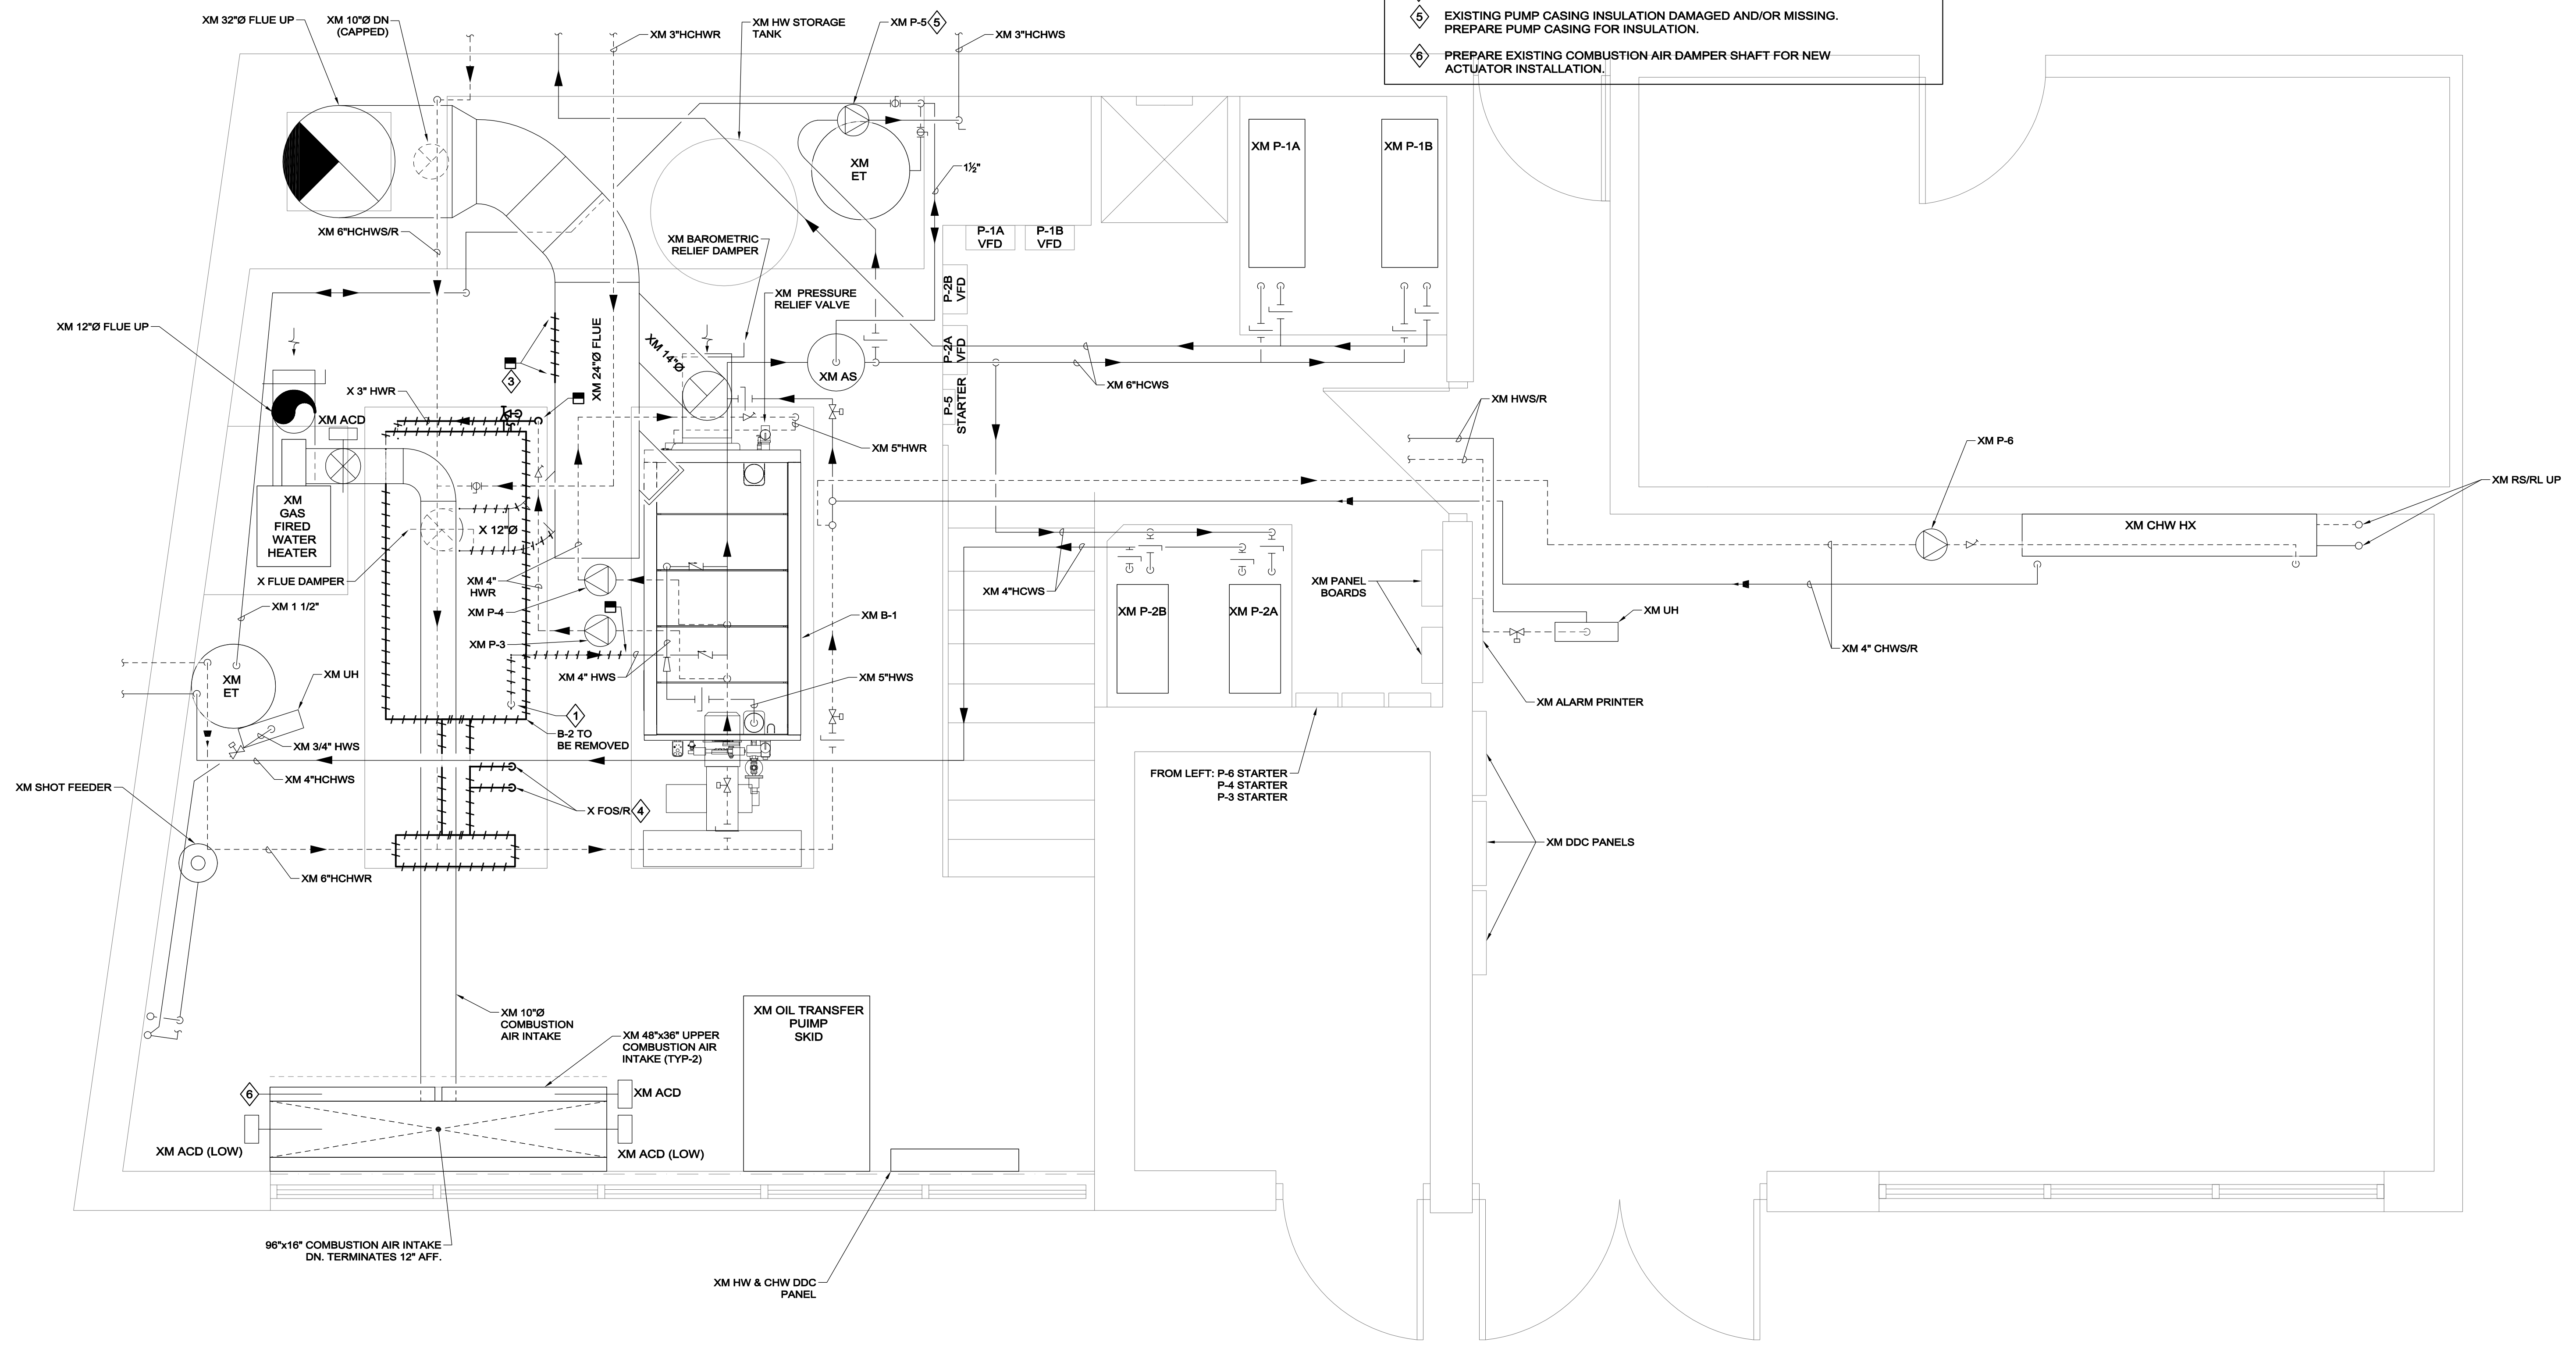 XM 32"Ø FLUE UP
XM 10"Ø DN
(CAPPED)
XM 3"HCHWR
XM HW STORAGE
TANK
XM P-5
5
XM 3"HCHWS
5
EXISTING PUMP CASING INSULATION DAMAGED AND/OR MISSING.
PREPARE PUMP CASING FOR INSULATION.
6
PREPARE EXISTING COMBUSTION AIR DAMPER SHAFT FOR NEW
ACTUATOR INSTALLATION.
XM
ET
1½"
XM P-1A
XM P-1B
XM 6"HCHWS/R
XM BAROMETRIC
RELIEF DAMPER
P-1A
VFD
P-1B
VFD
P-2B
VFD
XM PRESSURE
RELIEF VALVE
XM 12"Ø FLUE UP
3
XM 24"Ø FLUE
XM 14"Ø
P-2A
VFD
XM AS
XM 6"HCWS
X 3" HWR
XM ACD
P-5
STARTER
XM HWS/R
XM 5"HWR
XM P-6
XM RS/RL UP
XM
GAS
FIRED
WATER
HEATER
X 12"Ø
XM CHW HX
X FLUE DAMPER
XM 4"
HWR
XM 1 1/2"
XM P-4
XM P-3
XM B-1
XM 4"HCWS
XM P-2B
XM P-2A
XM PANEL
BOARDS
XM UH
XM 4" CHWS/R
XM
ET
XM UH
XM 4" HWS
XM 5"HWS
XM ALARM PRINTER
1
B-2 TO
BE REMOVED
XM 3/4" HWS
XM 4"HCHWS
XM SHOT FEEDER
X FOS/R
4
FROM LEFT: P-6 STARTER
P-4 STARTER
P-3 STARTER
XM DDC PANELS
XM 6"HCHWR
XM 10"Ø
COMBUSTION
AIR INTAKE
XM 48"x36" UPPER
COMBUSTION AIR
INTAKE (TYP-2)
XM OIL TRANSFER
PUIMP
SKID
6
XM ACD
XM ACD (LOW)
XM ACD (LOW)
96"x16" COMBUSTION AIR INTAKE
DN. TERMINATES 12" AFF.
XM HW & CHW DDC
PANEL